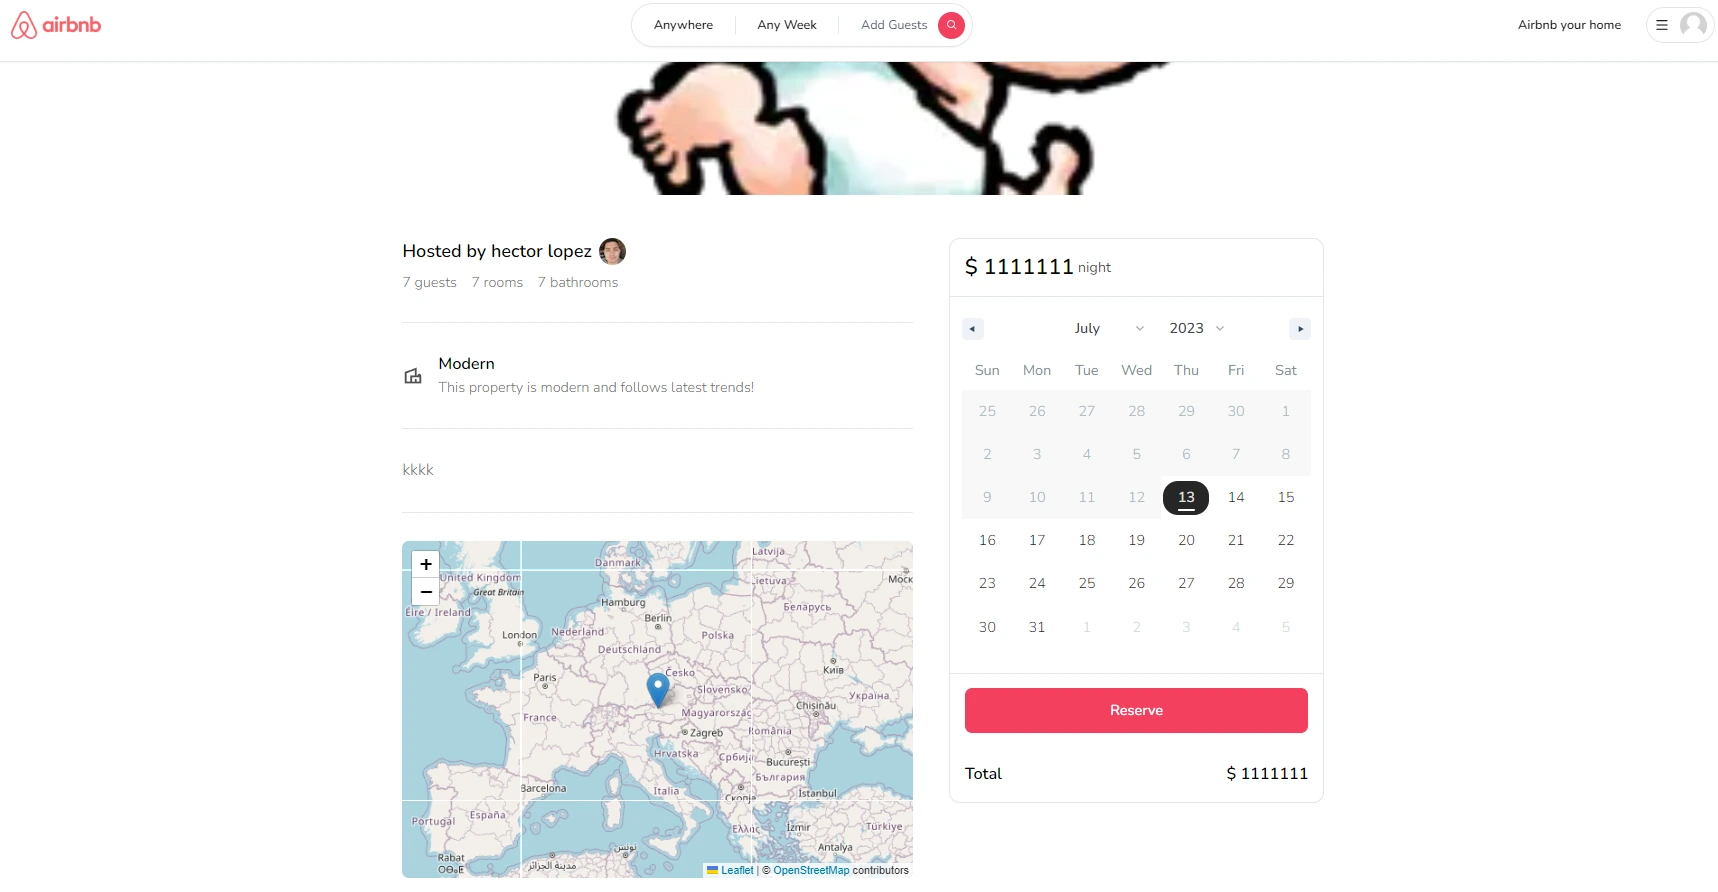 airbnb
Anywhere
Any Week
Add Guests
Airbnb your home
Hosted by hector lopez
7 guests 7 rooms 7 bathrooms
Modern
This property is modern and follows latest trends!
kkkk
+
−
Latvija
Danmark
United Kingdom
Lietuva
Моск
Great Britain
Éire / Ireland
Hamburg
Беларусь
Berlin
London
Nederland
Polska
Deutschland
Paris
Česko
Київ
Slovensko
Україна
France
Magyarország
Chișinău
Zagreb
România
Hrvatska
Србија
București
България
Barcelona
Italia
Скопје
İstanbul
Portugal
España
Ελλάς
İzmir
Türkiye
Antalya
Rabat
ⵔⴱⴰⵟ
مدينة الجزائر
تونس
Leaflet | © OpenStreetMap contributors
$ 1111111 night
July 2023
Sun Mon Tue Wed Thu Fri Sat
25 26 27 28 29 30 1
2 3 4 5 6 7 8
9 10 11 12 13 14 15
16 17 18 19 20 21 22
23 24 25 26 27 28 29
30 31 1 2 3 4 5
Reserve
Total $ 1111111